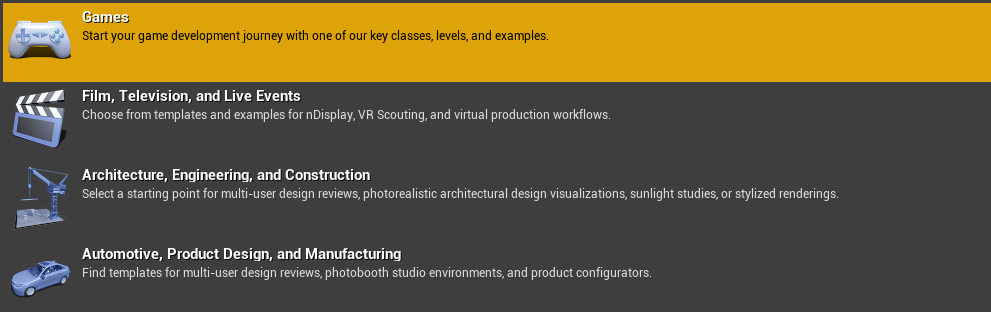 Games
Start your game development journey with one of our key classes, levels, and examples.
Film, Television, and Live Events
Choose from templates and examples for nDisplay, VR Scouting, and virtual production workflows.
Architecture, Engineering, and Construction
Select a starting point for multi-user design reviews, photorealistic architectural design visualizations, sunlight studies, or stylized renderings.
Automotive, Product Design, and Manufacturing
Find templates for multi-user design reviews, photobooth studio environments, and product configurators.